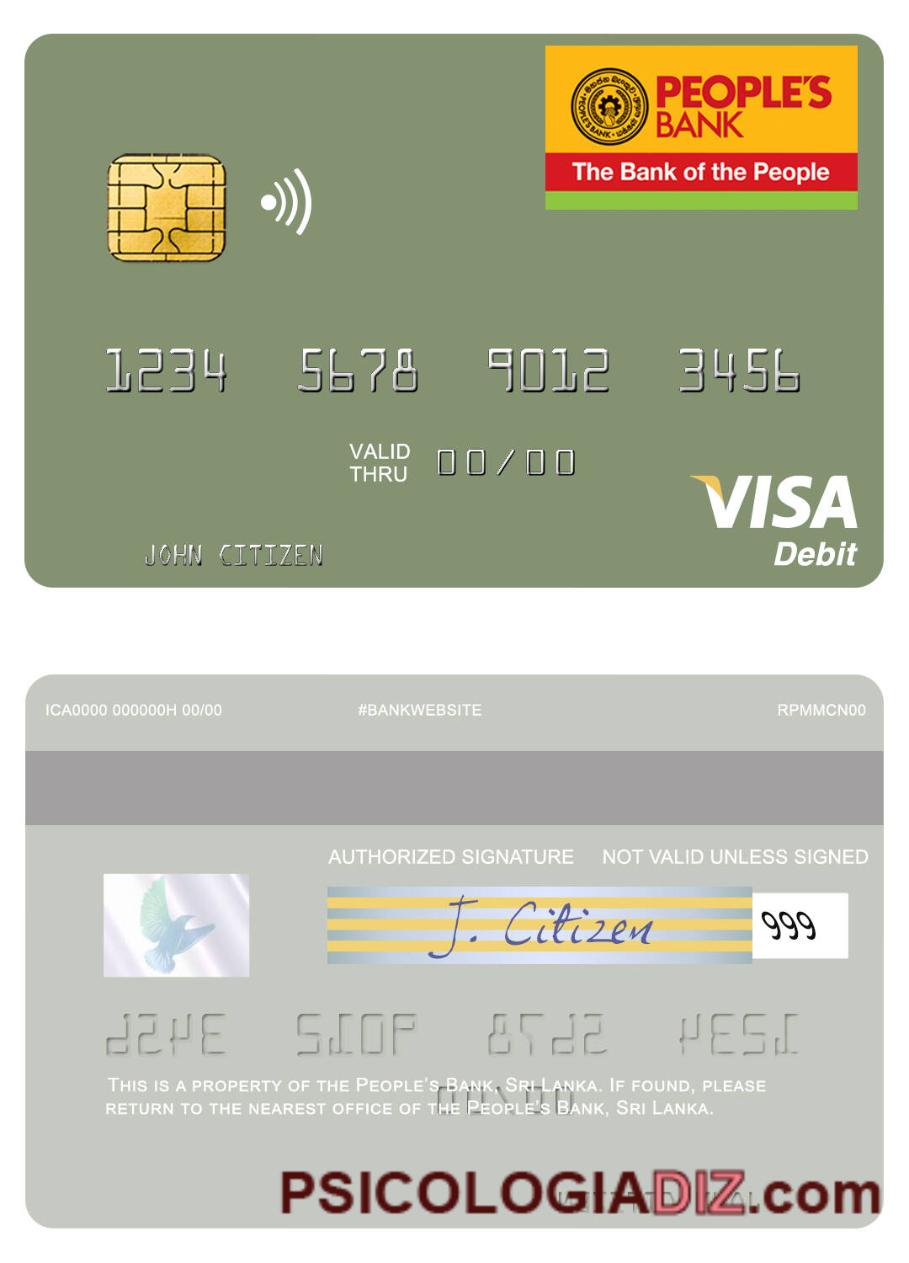 PEOPLE'S
BANK
The Bank of the People
1234 5678 9012 3456
VALID
THRU 00/00
VISA
Debit
JOHN CITIZEN
ICA0000 000000H 00/00 #BANKWEBSITE RPMMCN00
AUTHORIZED SIGNATURE NOT VALID UNLESS SIGNED
J. Citizen 999
THIS IS A PROPERTY OF THE PEOPLE'S BANK, SRI LANKA. IF FOUND, PLEASE
RETURN TO THE NEAREST OFFICE OF THE PEOPLE'S BANK, SRI LANKA.
PSICOLOGIADIZ.com